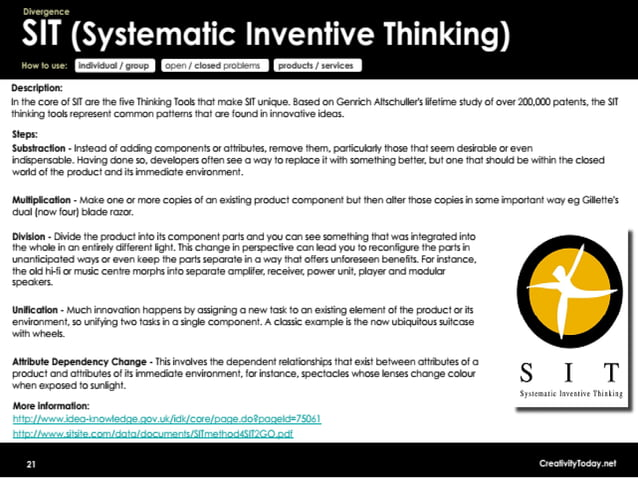 Divergence
SIT (Systematic Inventive Thinking)
How to use: individual / group open / closed problems products / services
Description:
In the core of SIT are the five Thinking Tools that make SIT unique. Based on Genrich Altschuller's lifetime study of over 200,000 patents, the SIT
thinking tools represent common patterns that are found in innovative ideas.
Steps:
Substraction - Instead of adding components or attributes, remove them, particularly those that seem desirable or even
indispensable. Having done so, developers often see a way to replace it with something better, but one that should be within the closed
world of the product and its immediate environment.
Multiplication - Make one or more copies of an existing product component but then alter those copies in some important way eg Gillette's
dual (now four) blade razor.
Division - Divide the product into its component parts and you can see something that was integrated into
the whole in an entirely different light. This change in perspective can lead you to reconfigure the parts in
unanticipated ways or even keep the parts separate in a way that offers unforeseen benefits. For instance,
the old hi-fi or music centre morphs into separate amplifer, receiver, power unit, player and modular
speakers.
Unification - Much innovation happens by assigning a new task to an existing element of the product or its
environment, so unifying two tasks in a single component. A classic example is the now ubiquitous suitcase
with wheels.
Attribute Dependency Change - This involves the dependent relationships that exist between attributes of a
product and attributes of its immediate environment, for instance, spectacles whose lenses change colour
when exposed to sunlight.
S I T
Systematic Inventive Thinking
More information:
http://www.idea-knowledge.gov.uk/idk/core/page.do?pageId=75061
http://www.sitsite.com/data/documents/SITmethod4SIT2GO.pdf
21
CreativityToday.net